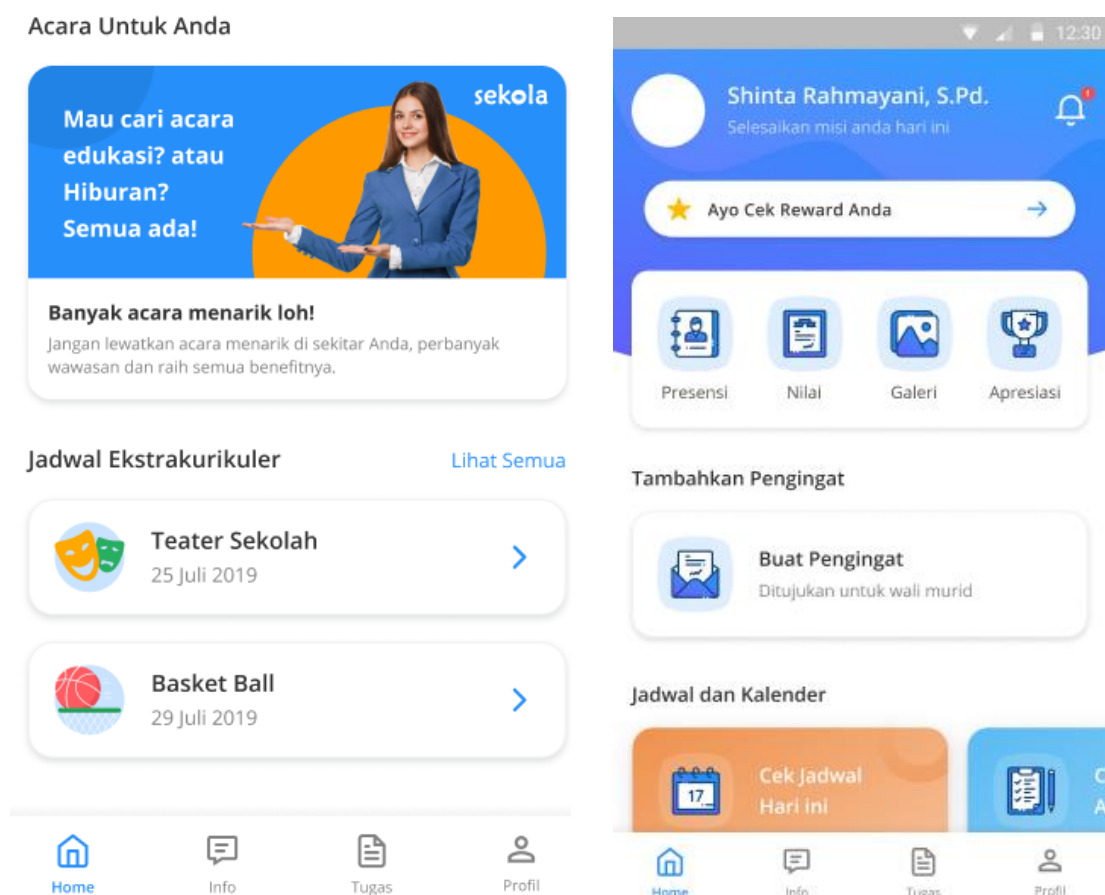 Acara Untuk Anda
sekola
Mau cari acara
edukasi? atau
Hiburan?
Semua ada!
Banyak acara menarik loh!
Jangan lewatkan acara menarik di sekitar Anda, perbanyak
wawasan dan raih semua benefitnya.
Jadwal Ekstrakurikuler
Lihat Semua
Teater Sekolah
25 Juli 2019
Basket Ball
29 Juli 2019
Home
Info
Tugas
Profil
12:30
Shinta Rahmayani, S.Pd.
Selesaikan misi anda hari ini
Ayo Cek Reward Anda
Presensi
Nilai
Galeri
Apresiasi
Tambahkan Pengingat
Buat Pengingat
Ditujukan untuk wali murid
Jadwal dan Kalender
17
Cek Jadwal
Hari ini
Home
Info
Tugas
Profil